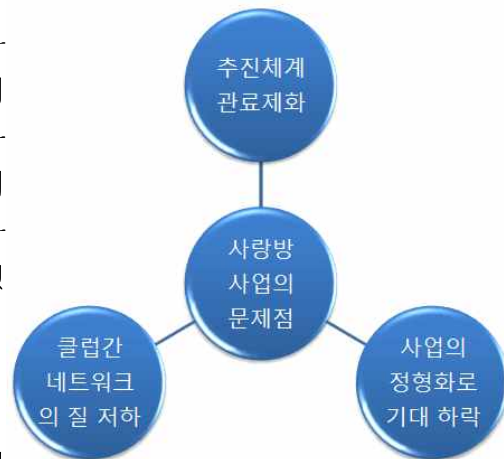 추진체계
관료제화
사랑방
사업의
문제점
클럽간
네트워크
의 질 저하
사업의
정형화로
기대 하락